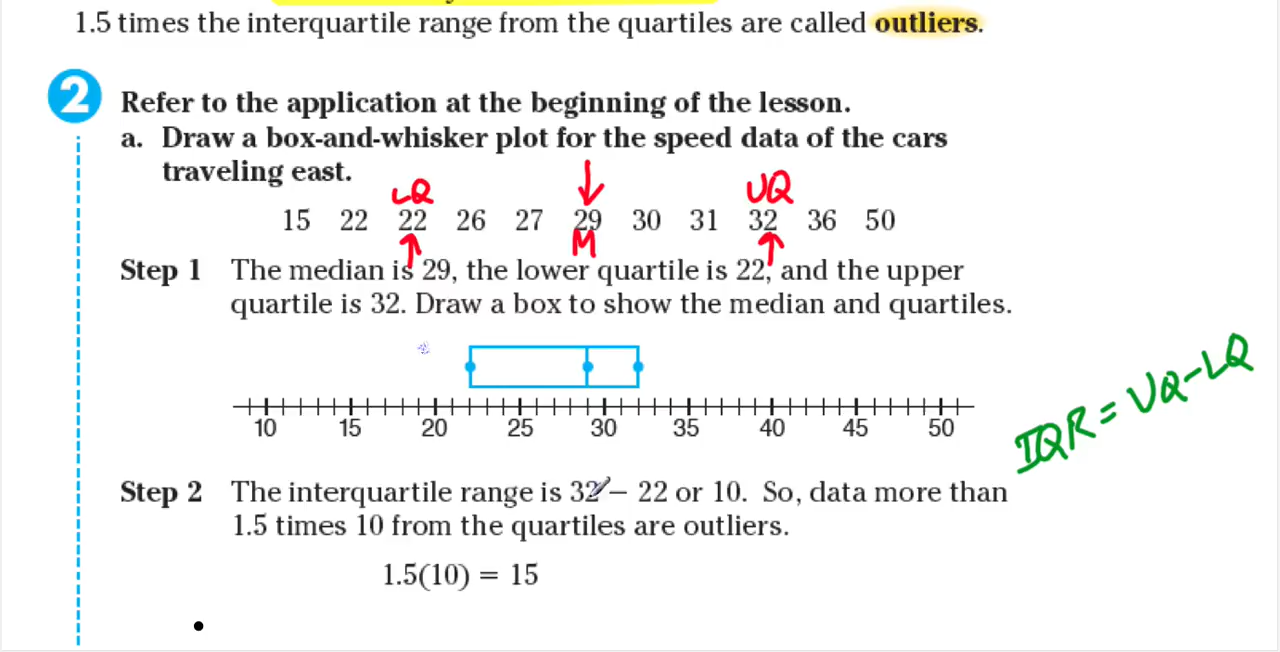 1.5 times the interquartile range from the quartiles are called outliers.
2 Refer to the application at the beginning of the lesson.
a. Draw a box-and-whisker plot for the speed data of the cars
traveling east.
LQ UQ
15 22 22 26 27 29 30 31 32 36 50
M
Step 1 The median is 29, the lower quartile is 22, and the upper
quartile is 32. Draw a box to show the median and quartiles.
10 15 20 25 30 35 40 45 50
IQR = UQ-LQ
Step 2 The interquartile range is 32 – 22 or 10. So, data more than
1.5 times 10 from the quartiles are outliers.
1.5(10) = 15